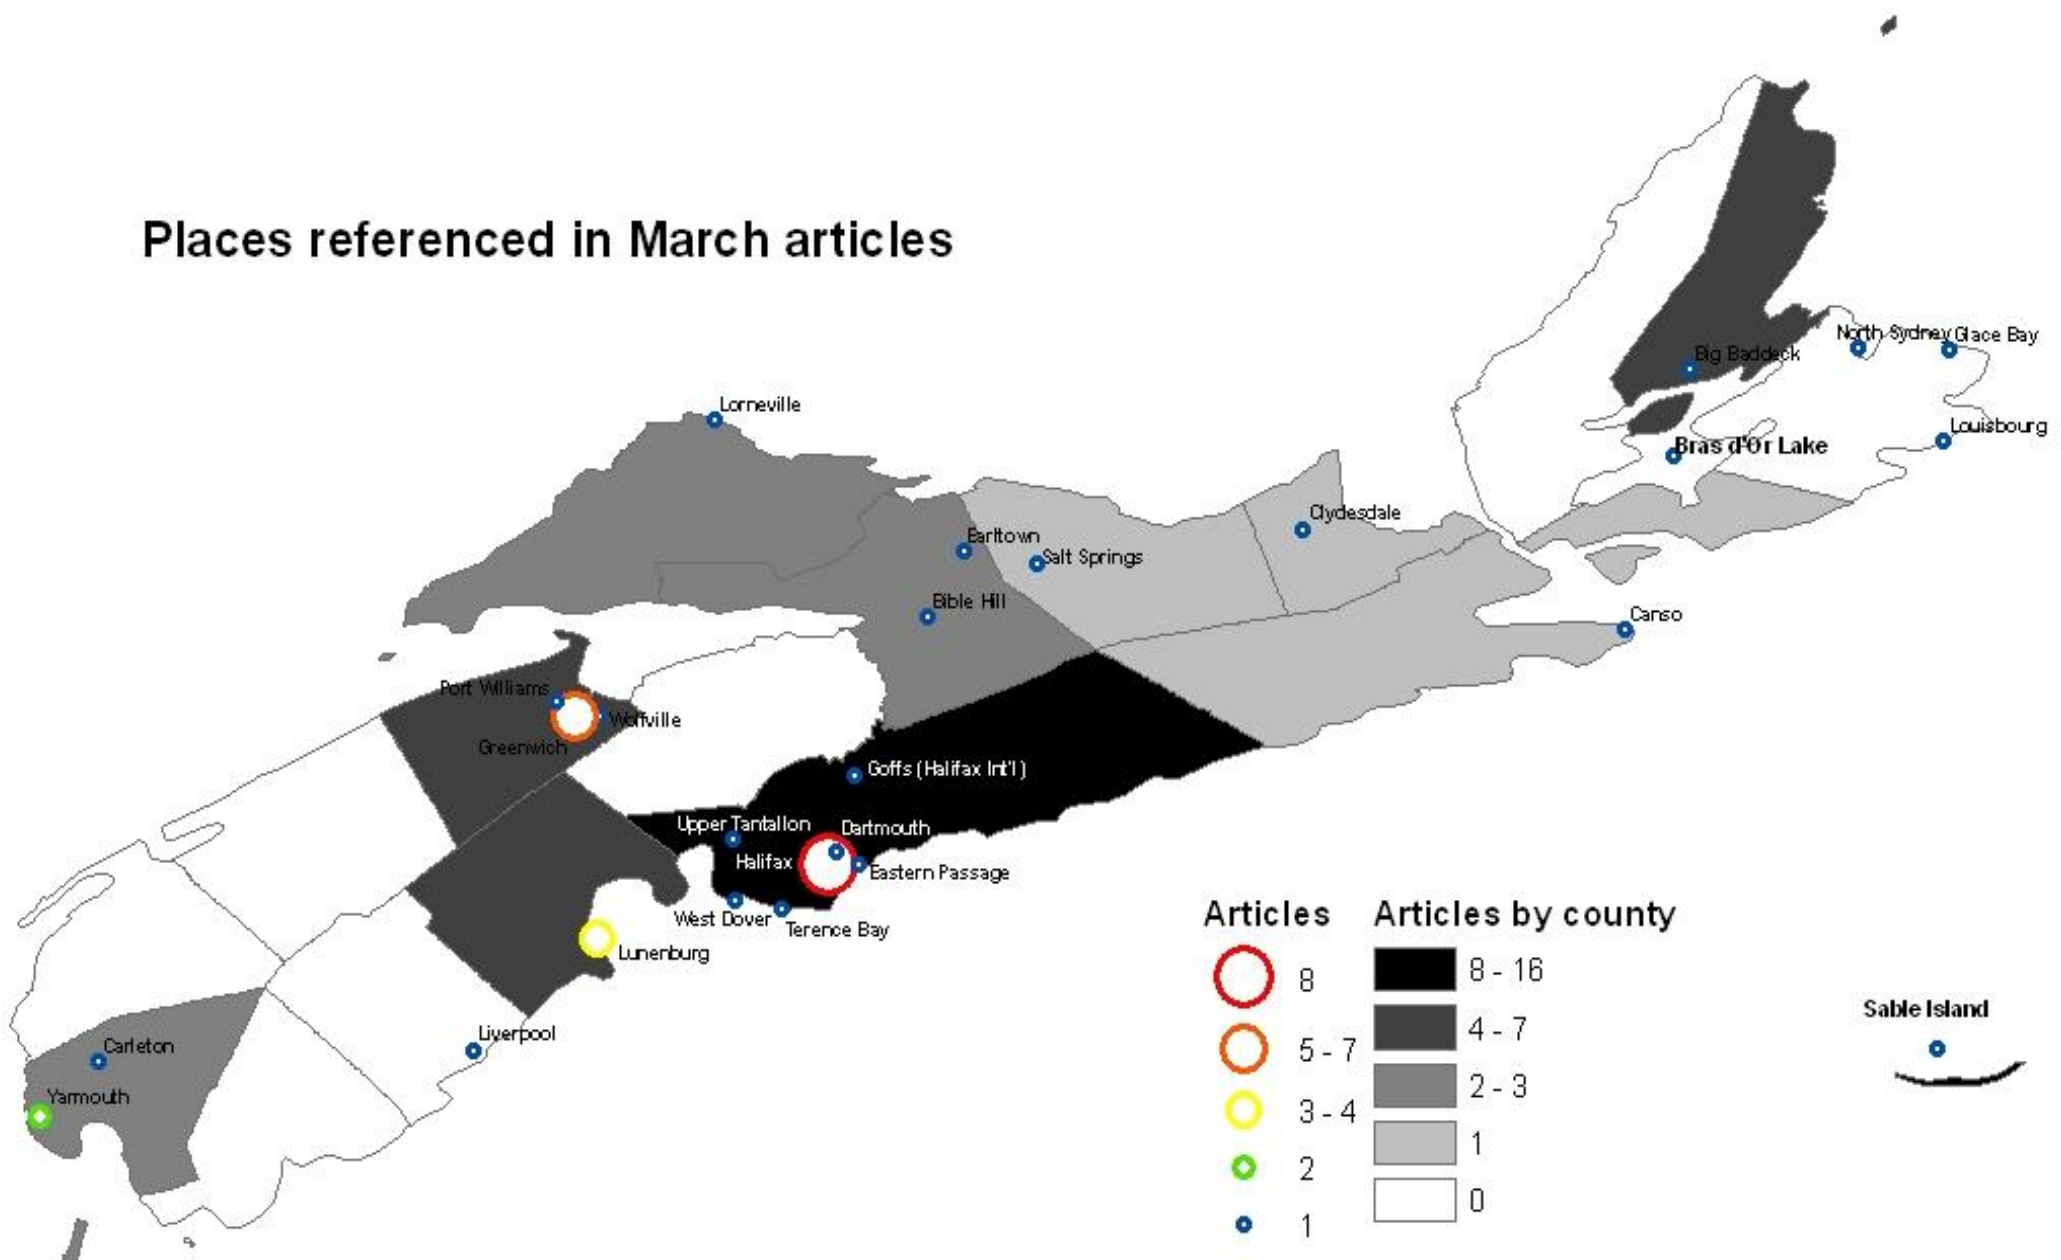 Places referenced in March articles
Lorneville
North Sydney
Glace Bay
Big Baddeck
Louisbourg
Bras d'Or Lake
Clydesdale
Earltown
Salt Springs
Bible Hill
Canso
Port Williams
Wolfville
Greenwich
Goffs (Halifax Int'l)
Upper Tantallon
Dartmouth
Halifax
Eastern Passage
West Dover
Terence Bay
Lunenburg
Liverpool
Carleton
Yarmouth
Sable Island
Articles
8
5 - 7
3 - 4
2
1
Articles by county
8 - 16
4 - 7
2 - 3
1
0